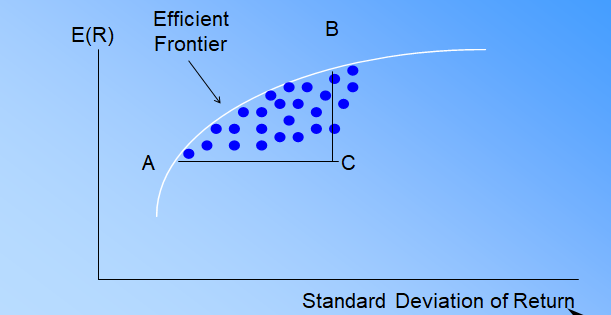 Efficient
Frontier
E(R)
B
A
C
Standard Deviation of Return